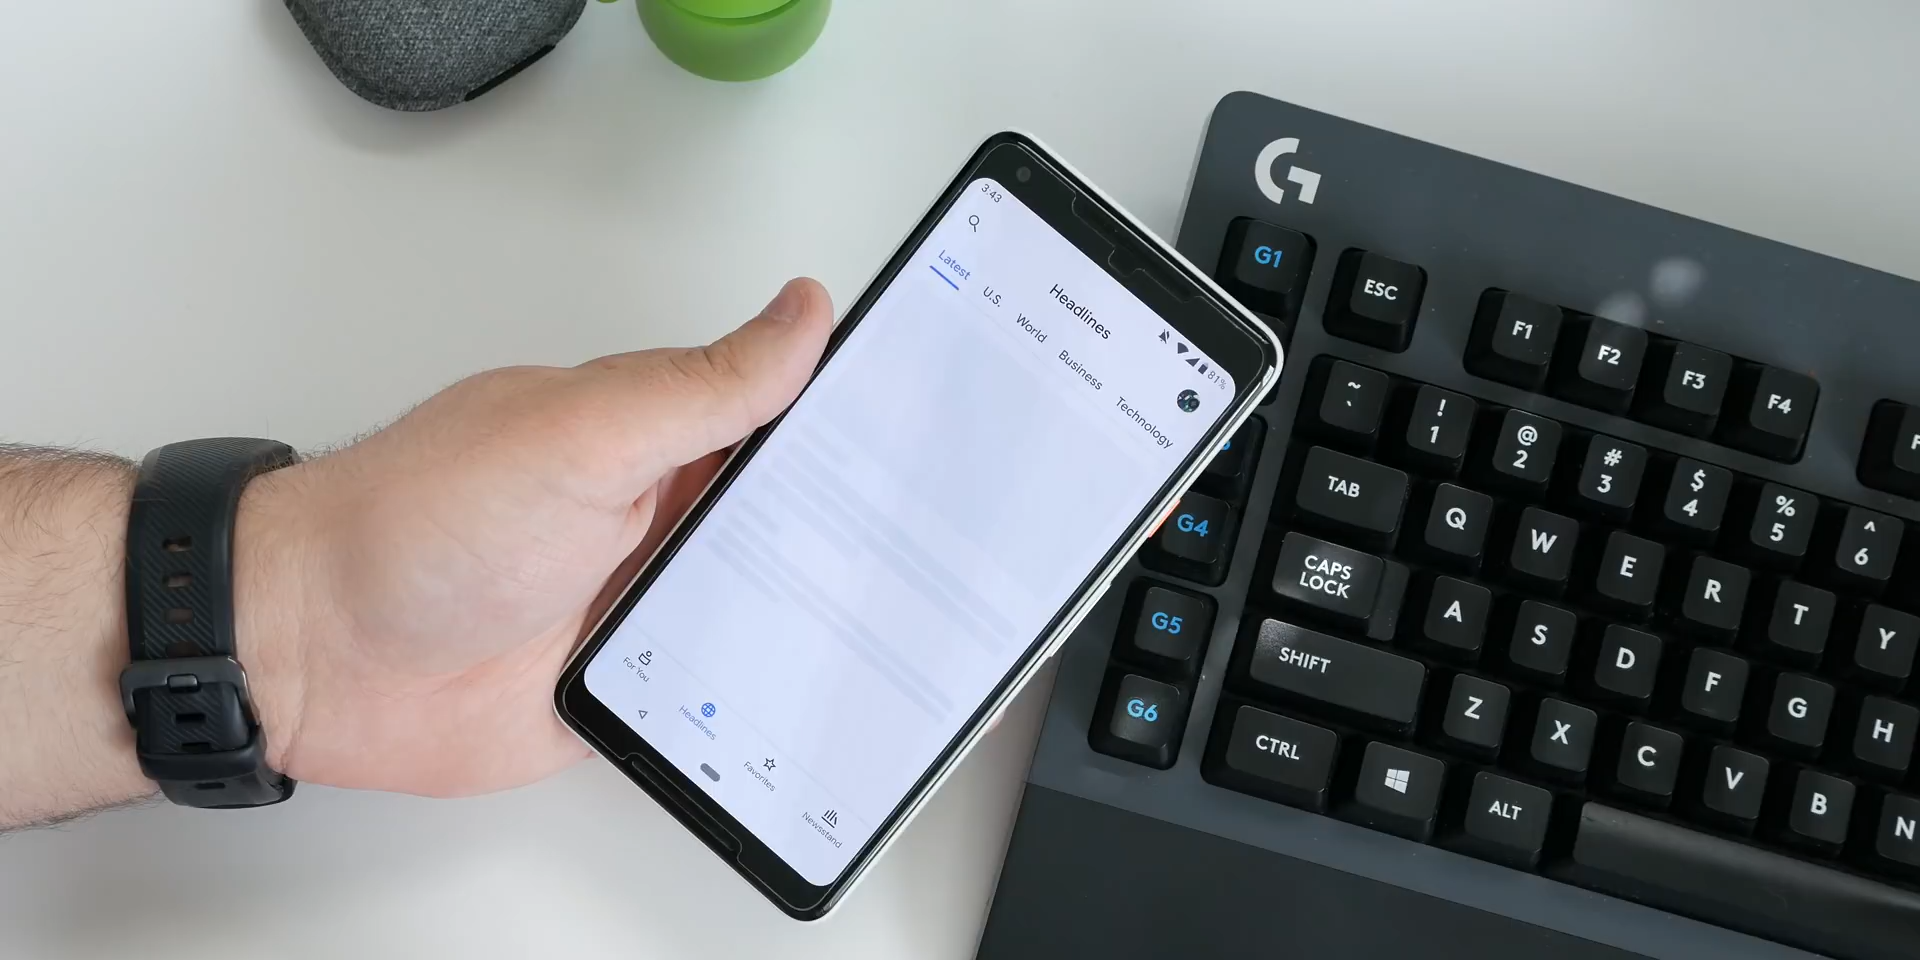 3:43
81%
Headlines
Latest
U.S.
World
Business
Technology
For You
Headlines
Favorites
Newsstand
G
G1
ESC
F1
F2
F3
F4
~
`
!
1
@
2
#
3
$
4
%
5
^
6
TAB
Q
W
E
R
T
Y
G4
CAPS
LOCK
A
S
D
F
G
H
G5
SHIFT
Z
X
C
V
B
N
G6
CTRL
ALT